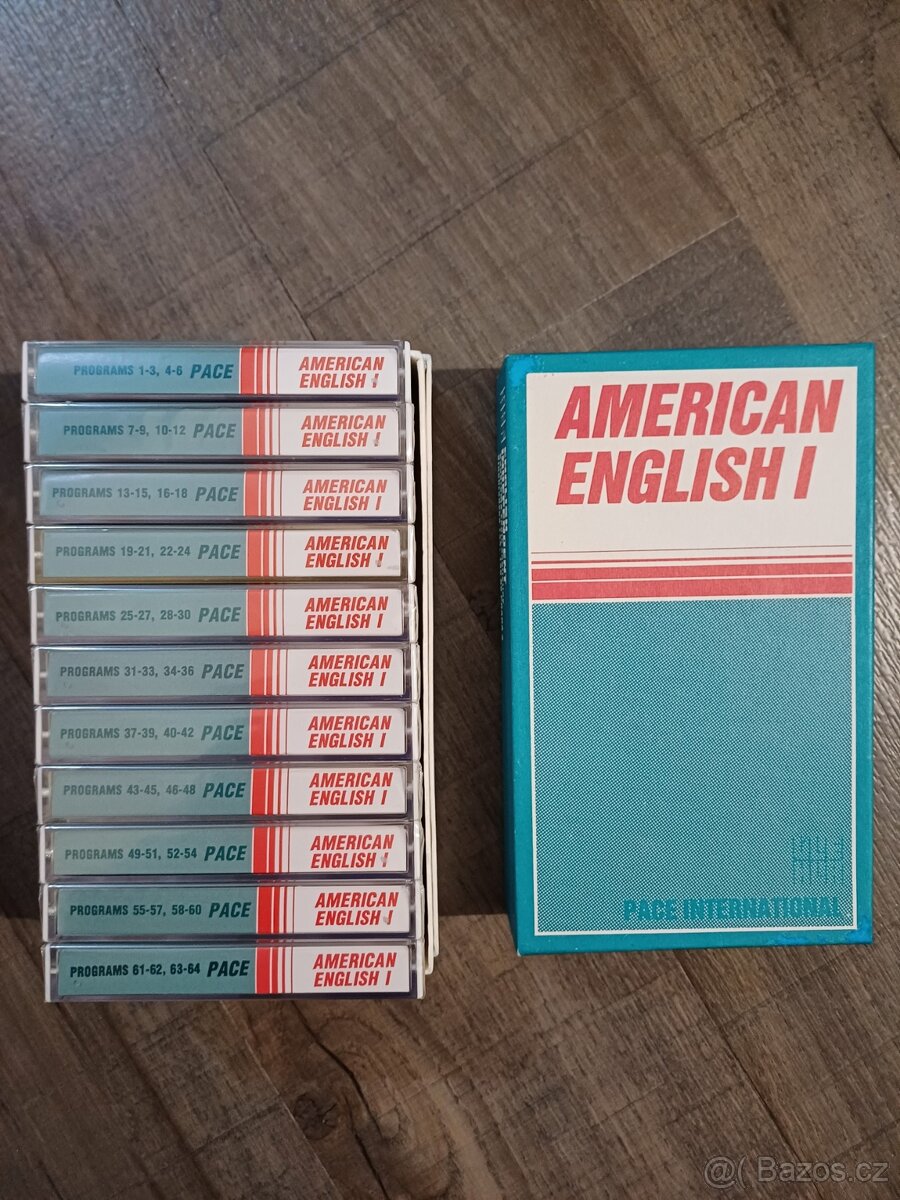 PROGRAMS 1-3, 4-6 PACE
AMERICAN
ENGLISH I
PROGRAMS 7-9, 10-12 PACE
AMERICAN
ENGLISH I
PROGRAMS 13-15, 16-18 PACE
AMERICAN
ENGLISH I
PROGRAMS 19-21, 22-24 PACE
AMERICAN
ENGLISH I
PROGRAMS 25-27, 28-30 PACE
AMERICAN
ENGLISH I
PROGRAMS 31-33, 34-36 PACE
AMERICAN
ENGLISH I
PROGRAMS 37-39, 40-42 PACE
AMERICAN
ENGLISH I
PROGRAMS 43-45, 46-48 PACE
AMERICAN
ENGLISH I
PROGRAMS 49-51, 52-54 PACE
AMERICAN
ENGLISH I
PROGRAMS 55-57, 58-60 PACE
AMERICAN
ENGLISH I
PROGRAMS 61-62, 63-64 PACE
AMERICAN
ENGLISH I
AMERICAN
ENGLISH I
PACE INTERNATIONAL
@( Bazos.cz